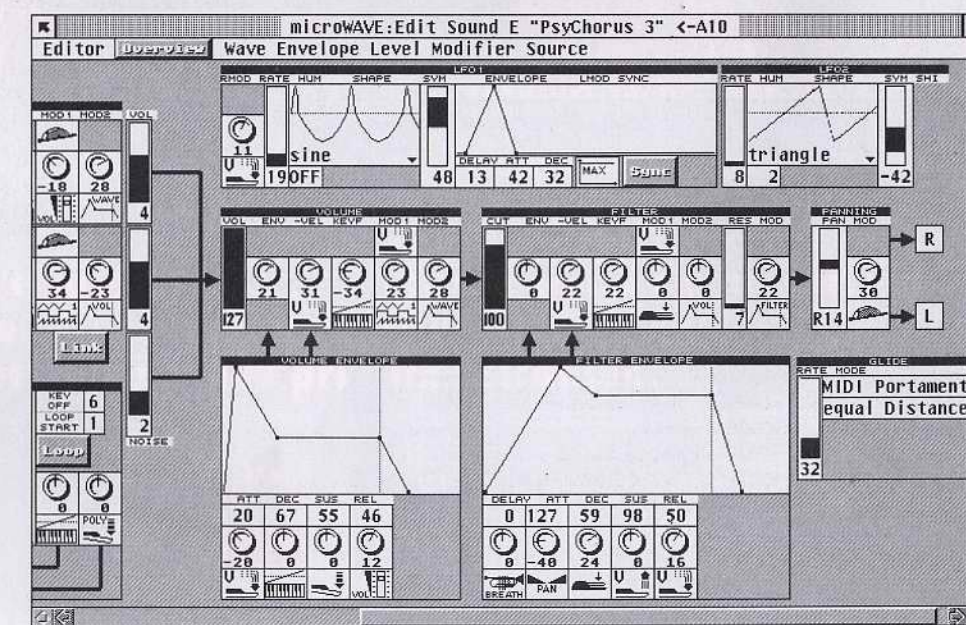 microWAVE:Edit Sound E "PsyChorus 3" <-A10
Editor Overview Wave Envelope Level Modifier Source
LFO1
RMOD RATE HUM SHAPE SYM ENVELOPE LMOD SYNC
11
sine
19 OFF
48
DELAY ATT DEC
13 42 32
MAX
Sync
LFO2
RATE HUM SHAPE SYM SHI
triangle
8 2 -42
MOD1 MOD2 VOL
-18 28
VOL WAVE
4
34 -23
VOL
4
Link
KEY OFF 6
LOOP START 1
Loop
2
NOISE
0 0
POLY
VOLUME
VOL ENV -VEL KEYF MOD1 MOD2
21 31 -34 23 28
127
WAVE
FILTER
CUT ENV -VEL KEYF MOD1 MOD2 RES MOD
0 22 22 0 0 22
100
VOL
7
FILTER
PANNING
PAN MOD
30
R14
R
L
VOLUME ENVELOPE
ATT DEC SUS REL
20 67 55 46
-20 0 0 12
VOL
FILTER ENVELOPE
DELAY ATT DEC SUS REL
0 127 59 98 50
0 -40 24 0 16
BREATH PAN
GLIDE
RATE MODE
MIDI Portament
equal Distance
32